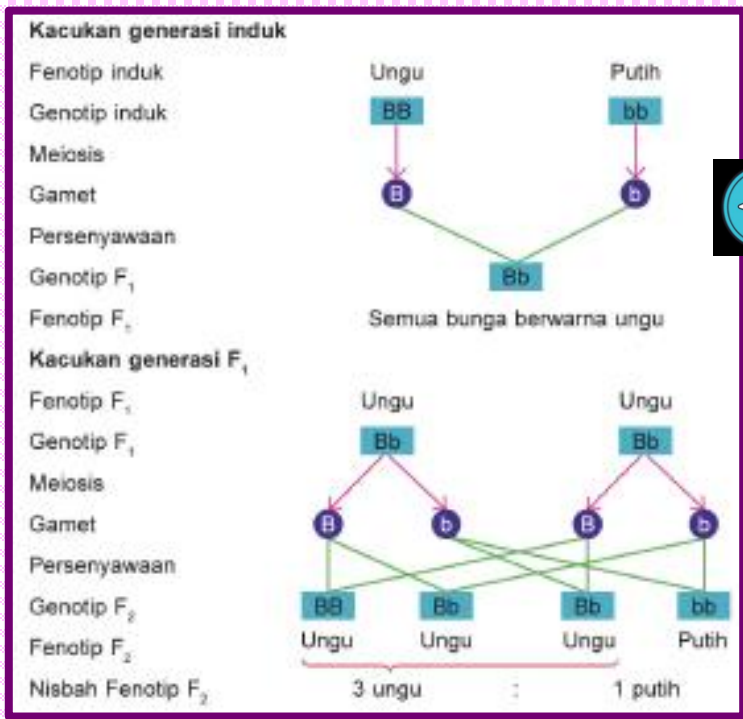 Kacukan generasi induk
Fenotip induk Ungu Putih
Genotip induk BB bb
Meiosis
Gamet B b
Persenyawaan
Genotip F₁ Bb
Fenotip F₁ Semua bunga berwarna ungu
Kacukan generasi F₁
Fenotip F₁ Ungu Ungu
Genotip F₁ Bb Bb
Meiosis
Gamet B b B b
Persenyawaan
Genotip F₂ BB Bb Bb bb
Fenotip F₂ Ungu Ungu Ungu Putih
Nisbah Fenotip F₂ 3 ungu : 1 putih